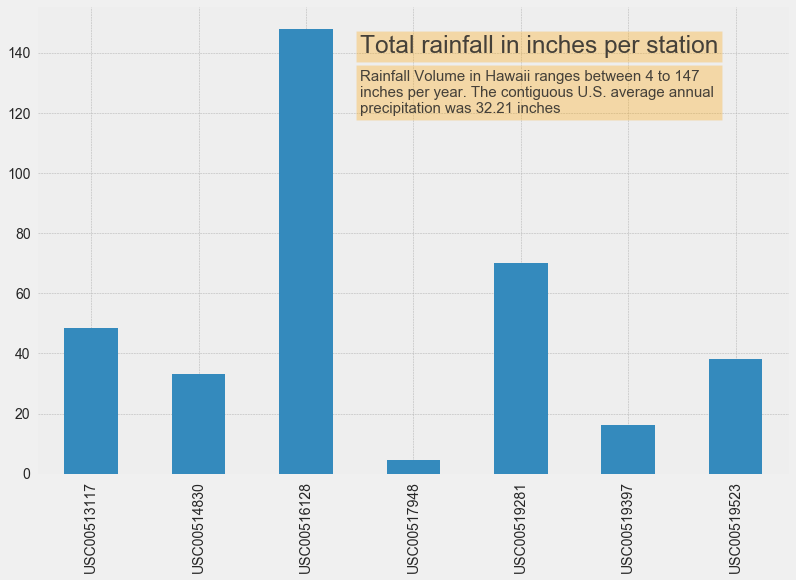 Total rainfall in inches per station
Rainfall Volume in Hawaii ranges between 4 to 147
inches per year. The contiguous U.S. average annual
precipitation was 32.21 inches
140
120
100
80
60
40
20
0
USC00513117
USC00514830
USC00516128
USC00517948
USC00519281
USC00519397
USC00519523